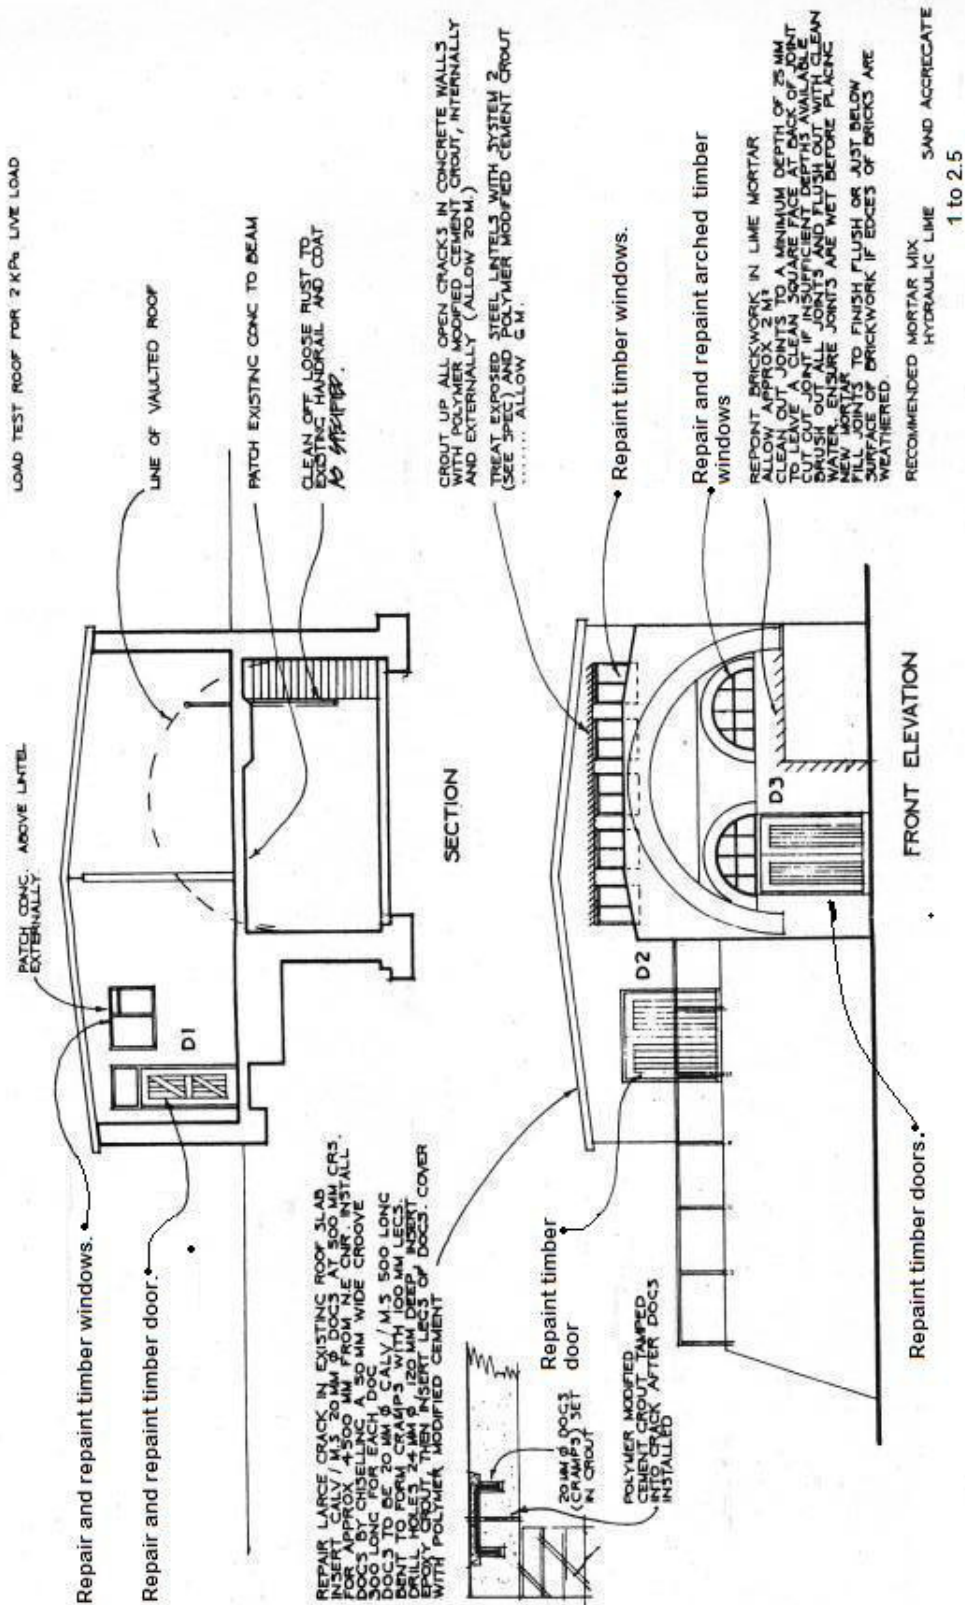 LOAD TEST ROOF FOR 2 KPa LIVE LOAD
PATCH CONC. ABOVE LINTEL
EXTERNALLY
LINE OF VAULTED ROOF
PATCH EXISTING CONC TO BEAM
CLEAN OFF LOOSE RUST TO
EXISTING HANDRAIL AND COAT
AS SPECIFIED.
Repair and repaint timber windows.
Repair and repaint timber door.
D1
SECTION
REPAIR LARGE CRACK IN EXISTING ROOF SLAB
INSERT GALV / M.S 20 MM Ø DOGS AT 500 MM CRS.
FOR APPROX 4500 MM FROM N.E CNR. INSTALL
DOGS BY CHISELLING A 50 MM WIDE GROOVE
500 LONG FOR EACH DOG
DOGS TO BE 20 MM Ø GALV / M.S 500 LONG
BENT TO FORM CRAMPS WITH 100 MM LEGS.
DRILL HOLES 24 MM Ø 120 MM DEEP. INSERT
EPOXY GROUT THEN INSERT LEGS OF DOGS. COVER
WITH POLYMER MODIFIED CEMENT
GROUT UP ALL OPEN CRACKS IN CONCRETE WALLS
WITH POLYMER MODIFIED CEMENT GROUT, INTERNALLY
AND EXTERNALLY (ALLOW 20 M.)
TREAT EXPOSED STEEL LINTELS WITH SYSTEM 2
(SEE SPEC) AND POLYMER MODIFIED CEMENT GROUT
....... ALLOW 6 M.
Repaint timber windows.
Repair and repaint arched timber
windows
REPOINT BRICKWORK IN LIME MORTAR
ALLOW APPROX 2 M²
CLEAN OUT JOINTS TO A MINIMUM DEPTH OF 25 MM
TO LEAVE A CLEAN SQUARE FACE AT BACK OF JOINT
CUT OUT JOINT IF INSUFFICIENT DEPTHS AVAILABLE
BRUSH OUT ALL JOINTS AND FLUSH OUT WITH CLEAN
WATER. ENSURE JOINTS ARE WET BEFORE PLACING
NEW MORTAR
FILL JOINTS TO FINISH FLUSH OR JUST BELOW
SURFACE OF BRICKWORK IF EDGES OF BRICKS ARE
WEATHERED.
RECOMMENDED MORTAR MIX
HYDRAULIC LIME SAND AGGREGATE
1 to 2.5
20 MM Ø DOGS
(CRAMPS) SET
IN GROUT
POLYMER MODIFIED
CEMENT GROUT TAMPED
INTO CRACK AFTER DOGS
INSTALLED
Repaint timber
door
D2
D3
Repaint timber doors.
FRONT ELEVATION